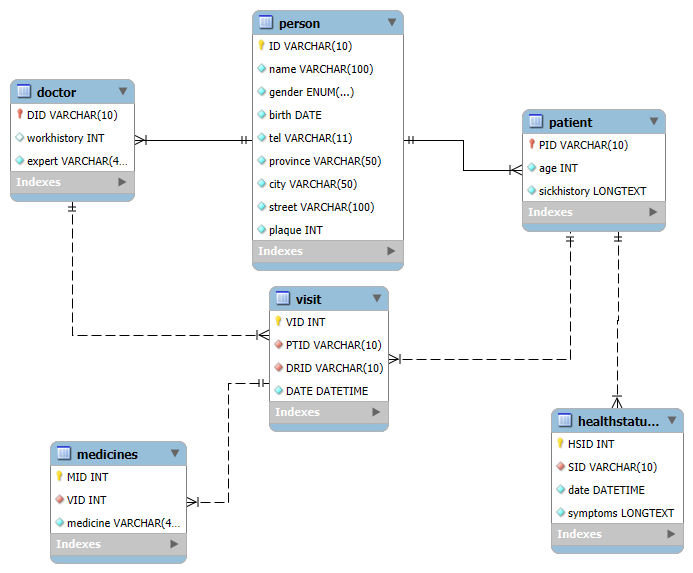 person
ID VARCHAR(10)
name VARCHAR(100)
gender ENUM(...)
birth DATE
tel VARCHAR(11)
province VARCHAR(50)
city VARCHAR(50)
street VARCHAR(100)
plaque INT
Indexes
doctor
DID VARCHAR(10)
workhistory INT
expert VARCHAR(4...
Indexes
patient
PID VARCHAR(10)
age INT
sickhistory LONGTEXT
Indexes
visit
VID INT
PTID VARCHAR(10)
DRID VARCHAR(10)
DATE DATETIME
Indexes
medicines
MID INT
VID INT
medicine VARCHAR(4...
Indexes
healthstatu...
HSID INT
SID VARCHAR(10)
date DATETIME
symptoms LONGTEXT
Indexes